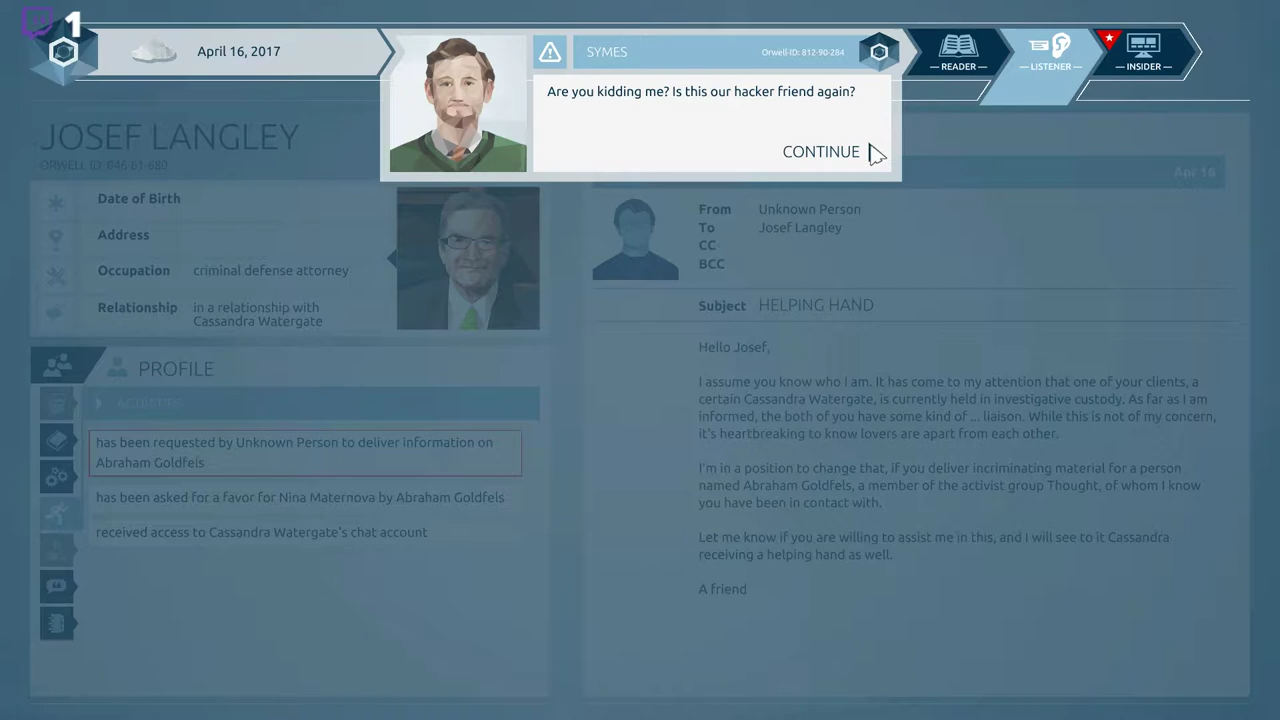 1
April 16, 2017
SYMES
Orwell-ID: 812-90-284
Are you kidding me? Is this our hacker friend again?
CONTINUE
— READER —
— LISTENER —
— INSIDER —
JOSEF LANGLEY
ORWELL ID: 046-61-680
Date of Birth
Address
Occupation criminal defense attorney
Relationship in a relationship with
Cassandra Watergate
PROFILE
ACTIVITIES
has been requested by Unknown Person to deliver information on
Abraham Goldfels
has been asked for a favor for Nina Maternova by Abraham Goldfels
received access to Cassandra Watergate's chat account
Apr 16
From Unknown Person
To Josef Langley
CC
BCC
Subject HELPING HAND
Hello Josef,
I assume you know who I am. It has come to my attention that one of your clients, a
certain Cassandra Watergate, is currently held in investigative custody. As far as I am
informed, the both of you have some kind of ... liaison. While this is not of my concern,
it's heartbreaking to know lovers are apart from each other.
I'm in a position to change that, if you deliver incriminating material for a person
named Abraham Goldfels, a member of the activist group Thought, of whom I know
you have been in contact with.
Let me know if you are willing to assist me in this, and I will see to it Cassandra
receiving a helping hand as well.
A friend